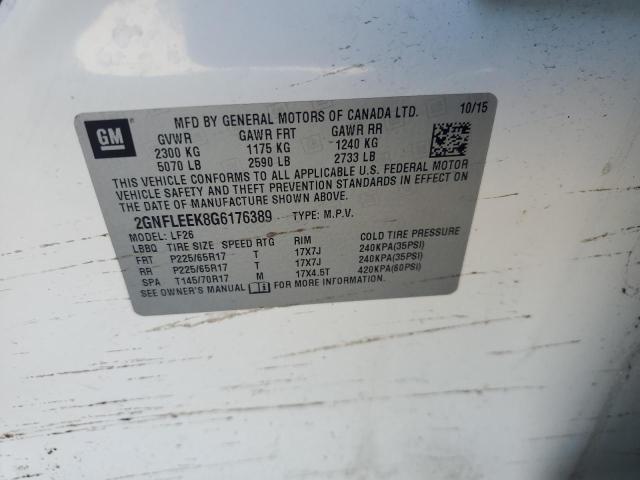 MFD BY GENERAL MOTORS OF CANADA LTD. 10/15
GM
GVWR GAWR FRT GAWR RR
2300 KG 1175 KG 1240 KG
5070 LB 2590 LB 2733 LB
THIS VEHICLE CONFORMS TO ALL APPLICABLE U.S. FEDERAL MOTOR
VEHICLE SAFETY AND THEFT PREVENTION STANDARDS IN EFFECT ON
THE DATE OF MANUFACTURE SHOWN ABOVE.
2GNFLEEK8G6176389 TYPE: M.P.V.
MODEL: LF26
LBBQ TIRE SIZE SPEED RTG RIM COLD TIRE PRESSURE
FRT P225/65R17 T 17X7J 240KPA(35PSI)
RR P225/65R17 T 17X7J 240KPA(35PSI)
SPA T145/70R17 M 17X4.5T 420KPA(60PSI)
SEE OWNER'S MANUAL FOR MORE INFORMATION.